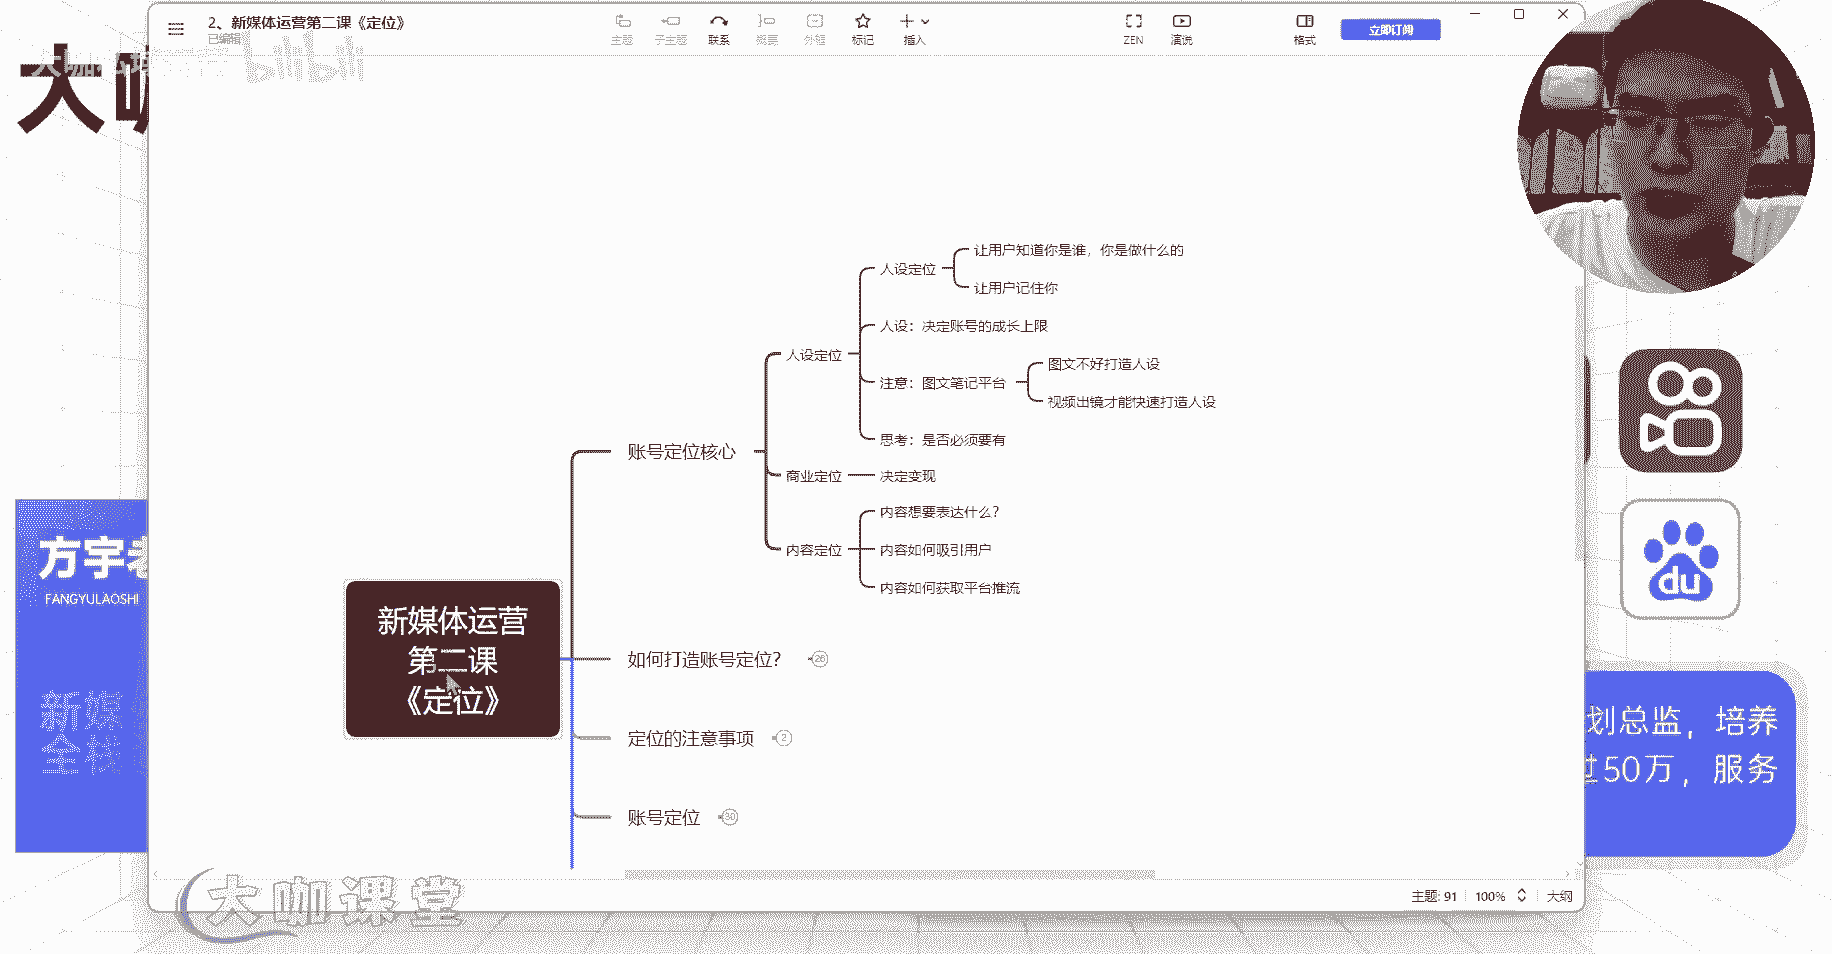 2、新媒体运营第二课《定位》
已编辑
主题
子主题
联系
概要
外框
标记
插入
ZEN
演说
格式
立即订阅
大咖
bilibili
让用户知道你是谁，你是做什么的
人设定位
让用户记住你
人设：决定账号的成长上限
人设定位
图文不好打造人设
注意：图文笔记平台
视频出镜才能快速打造人设
思考：是否必须要有
账号定位核心
商业定位
决定变现
内容想要表达什么？
内容定位
内容如何吸引用户
内容如何获取平台推流
新媒体运营
第二课
《定位》
如何打造账号定位？
26
定位的注意事项
2
账号定位
30
方宇老
FANGYULAOSHI
新媒
全栈
du
划总监，培养
过50万，服务
大咖课堂
主题: 91
100%
大纲